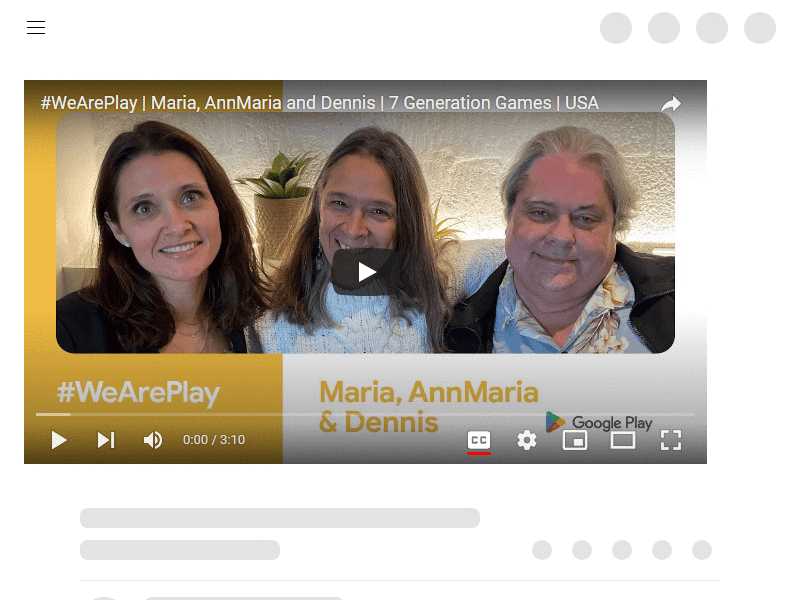 #WeArePlay | Maria, AnnMaria and Dennis | 7 Generation Games | USA
#WeArePlay
Maria, AnnMaria
& Dennis
Google Play
0:00 / 3:10
CC